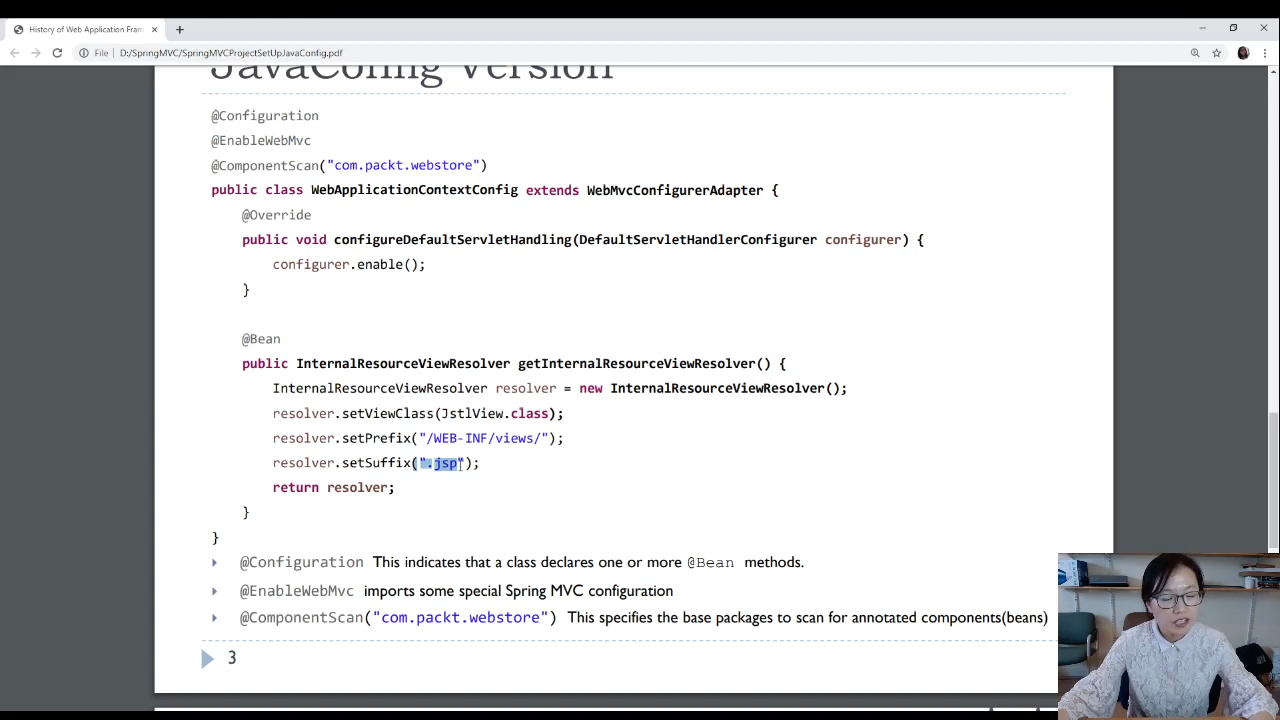 History of Web Application Fram
File D:/SpringMVC/SpringMVCProjectSetUpJavaConfig.pdf
JavaConfig Version
@Configuration
@EnableWebMvc
@ComponentScan("com.packt.webstore")
public class WebApplicationContextConfig extends WebMvcConfigurerAdapter {
@Override
public void configureDefaultServletHandling(DefaultServletHandlerConfigurer configurer) {
configurer.enable();
}
@Bean
public InternalResourceViewResolver getInternalResourceViewResolver() {
InternalResourceViewResolver resolver = new InternalResourceViewResolver();
resolver.setViewClass(JstlView.class);
resolver.setPrefix("/WEB-INF/views/");
resolver.setSuffix(".jsp");
return resolver;
}
}
@Configuration This indicates that a class declares one or more @Bean methods.
@EnableWebMvc imports some special Spring MVC configuration
@ComponentScan("com.packt.webstore") This specifies the base packages to scan for annotated components(beans)
3